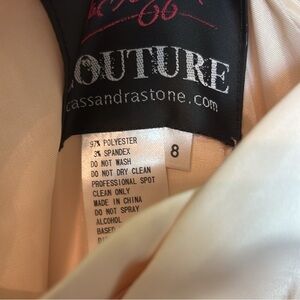 66
COUTURE
cassandrastone.com
8
97% POLYESTER
3% SPANDEX
DO NOT WASH
DO NOT DRY CLEAN
PROFESSIONAL SPOT
CLEAN ONLY
MADE IN CHINA
DO NOT SPRAY
ALCOHOL
BASED